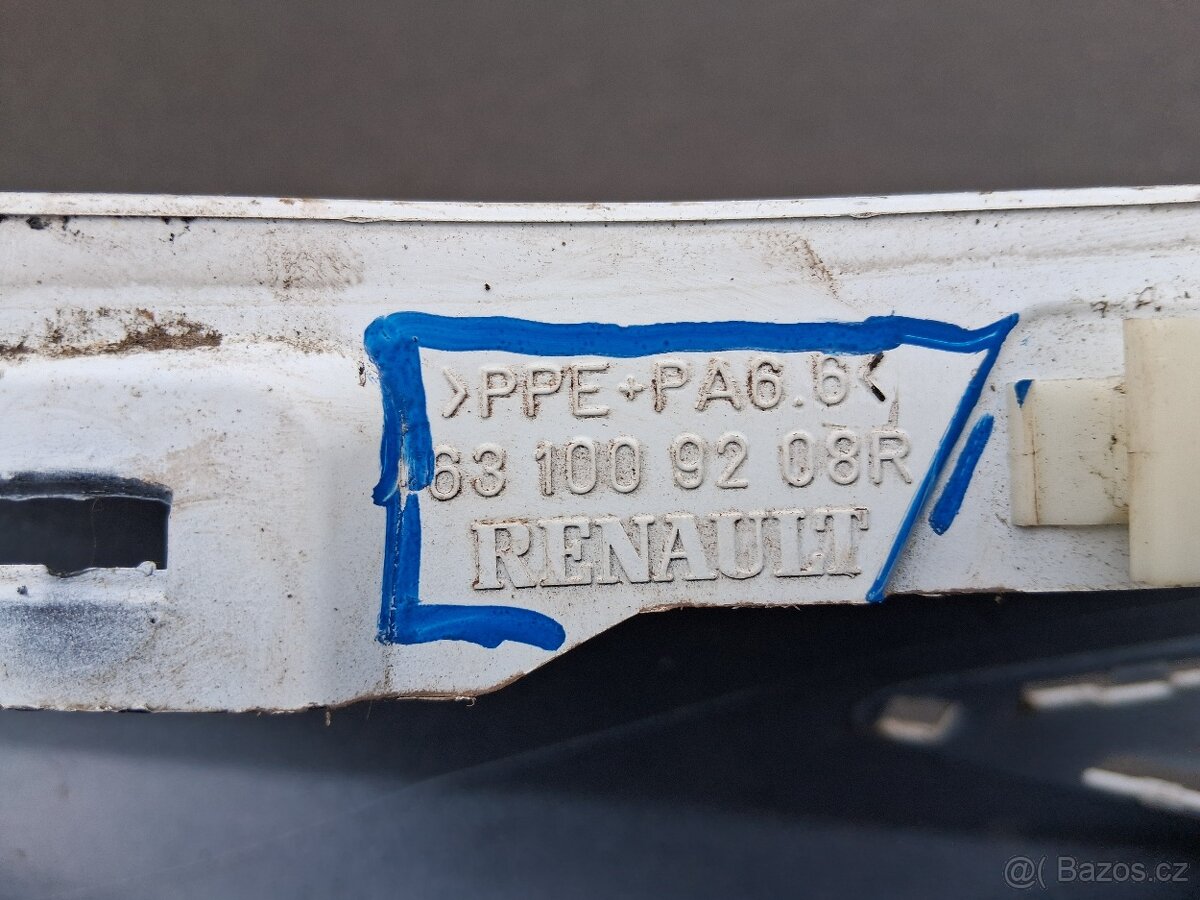 >PPE+PA6.6<
63 100 92 08R
RENAULT
@( Bazos.cz